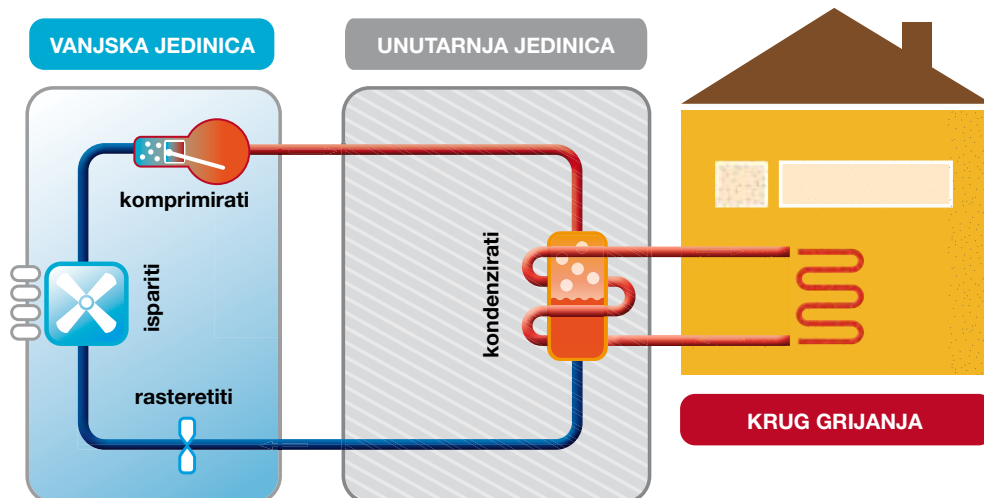 VANJSKA JEDINICA
UNUTARNJA JEDINICA
komprimirati
ispariti
kondenzirati
rasteretiti
KRUG GRIJANJA